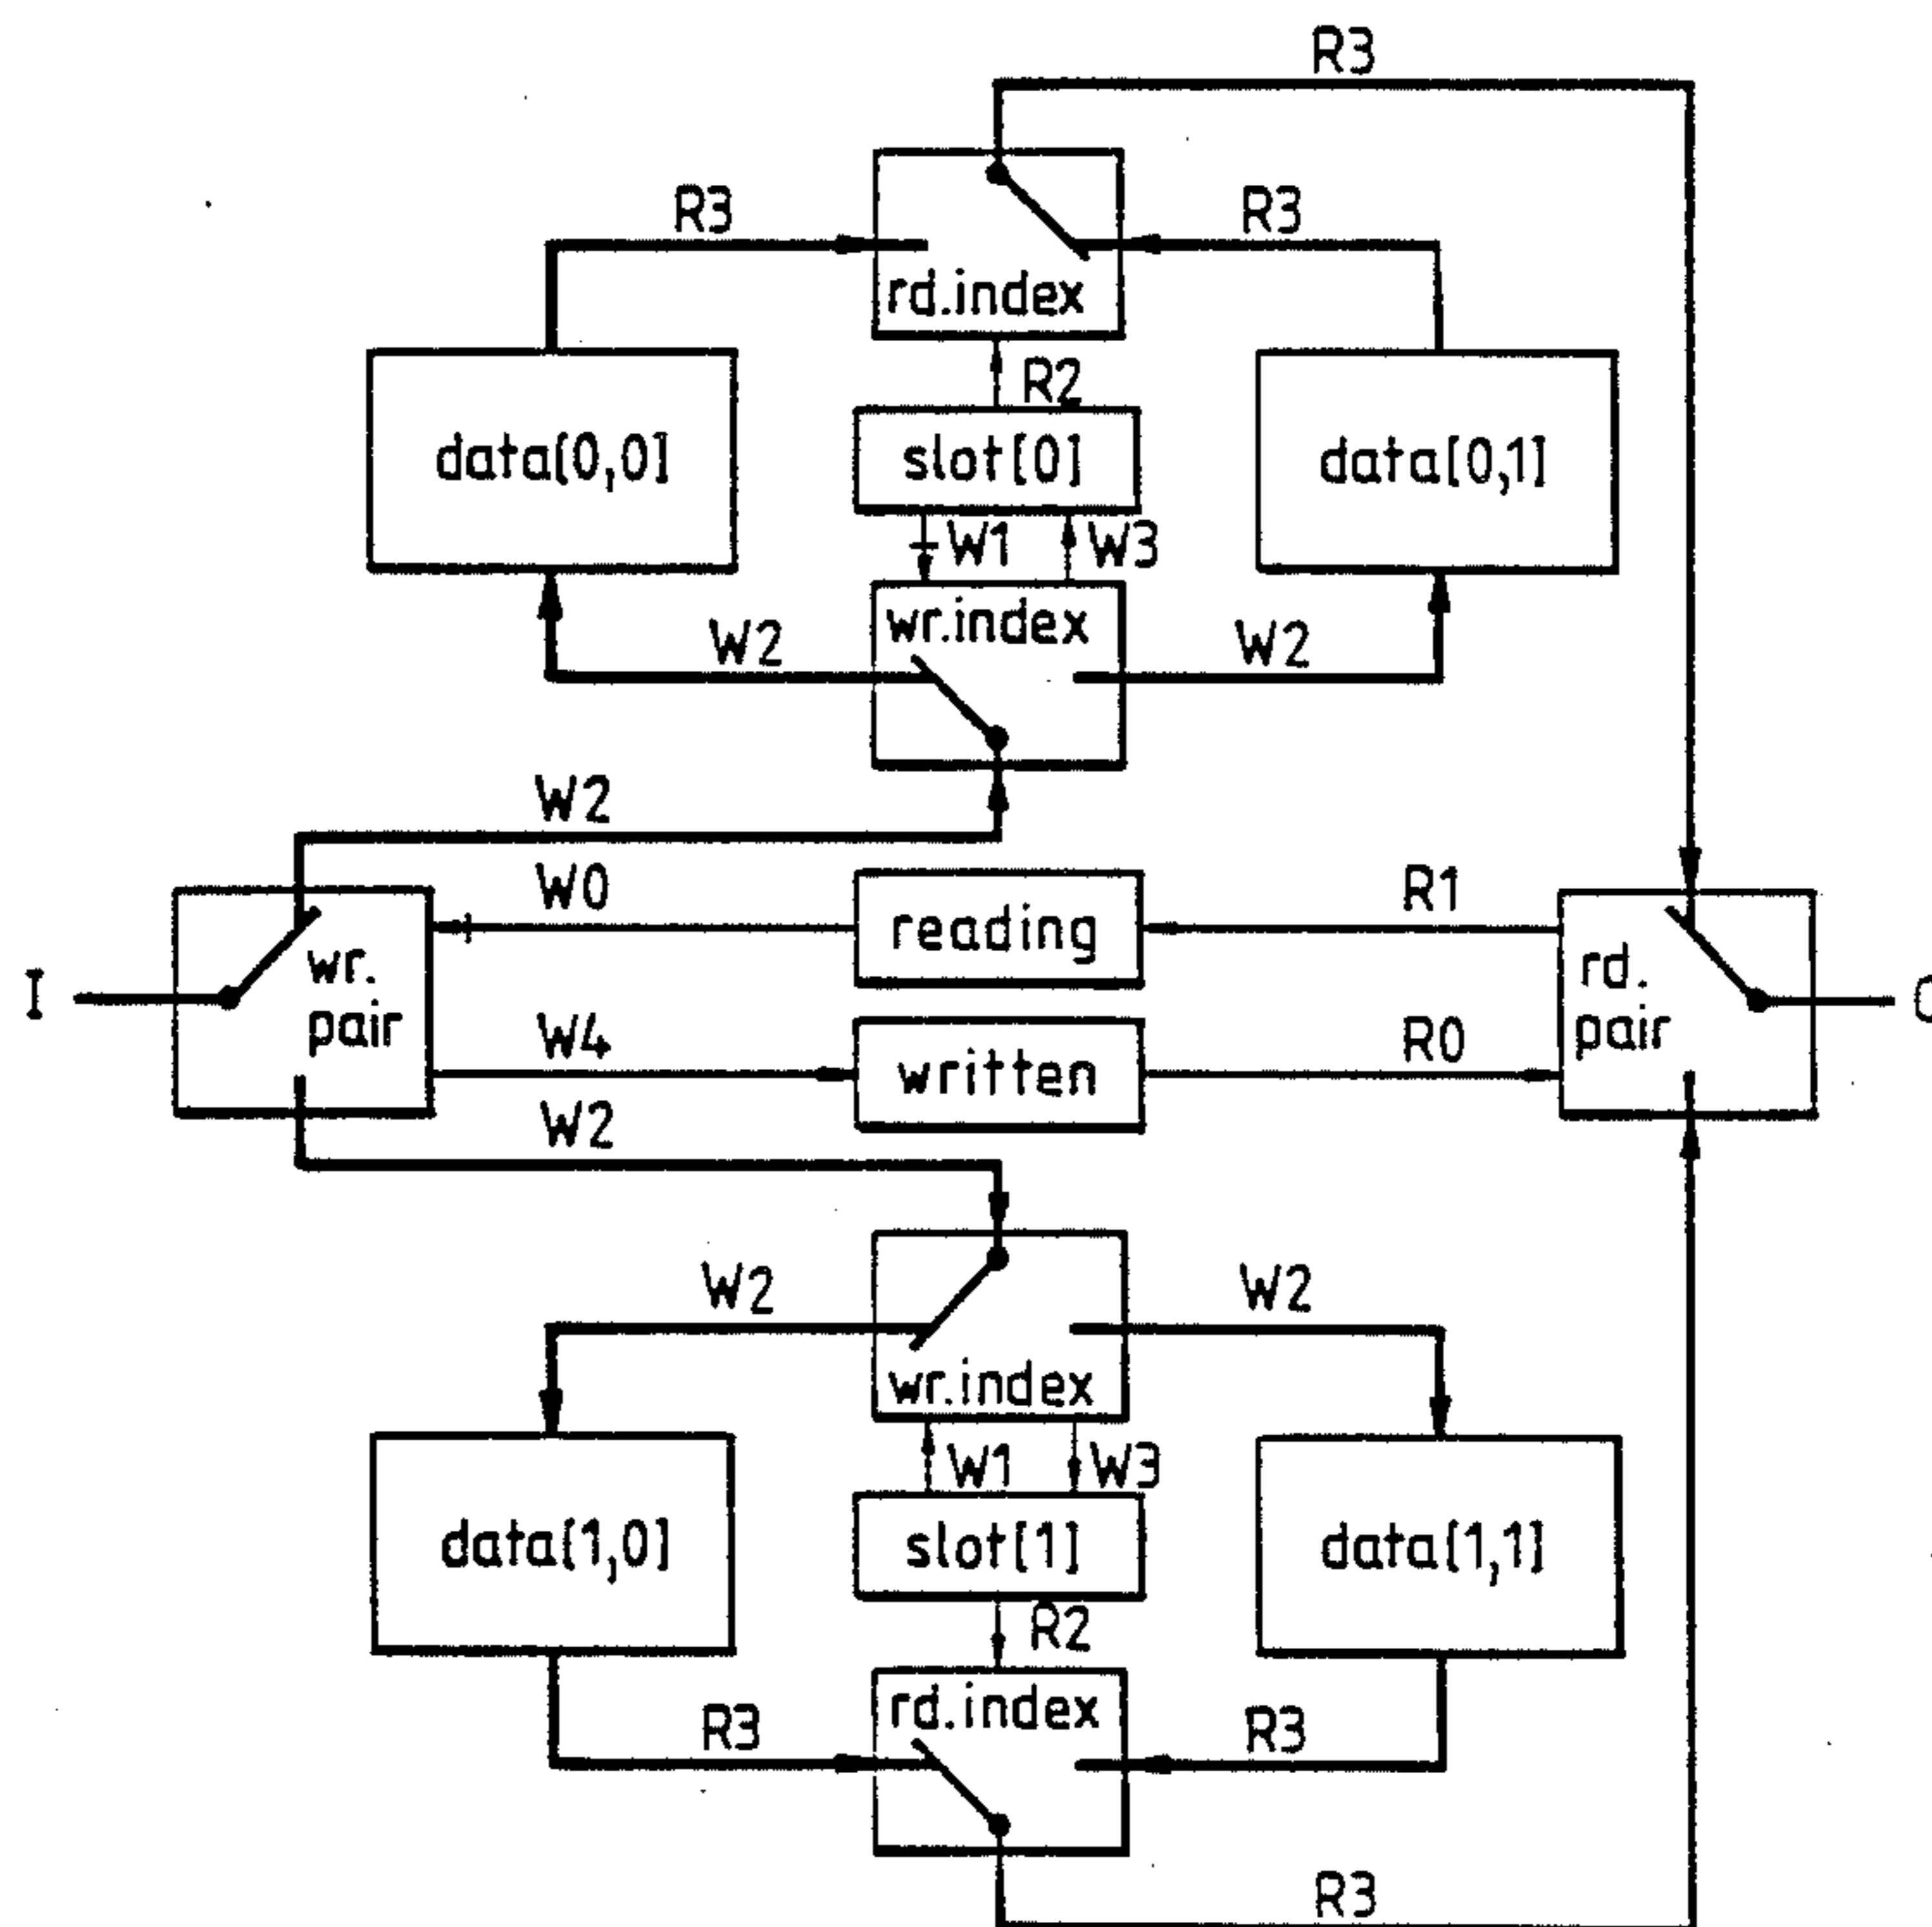 R3
R3
R3
rd.index
R2
data[0,0]
slot[0]
data[0,1]
W1
W3
wr.index
W2
W2
W2
W0
reading
R1
I
wr.
pair
rd.
pair
W4
written
R0
W2
W2
W2
wr.index
W1
W3
data[1,0]
slot[1]
data[1,1]
R2
rd.index
R3
R3
R3